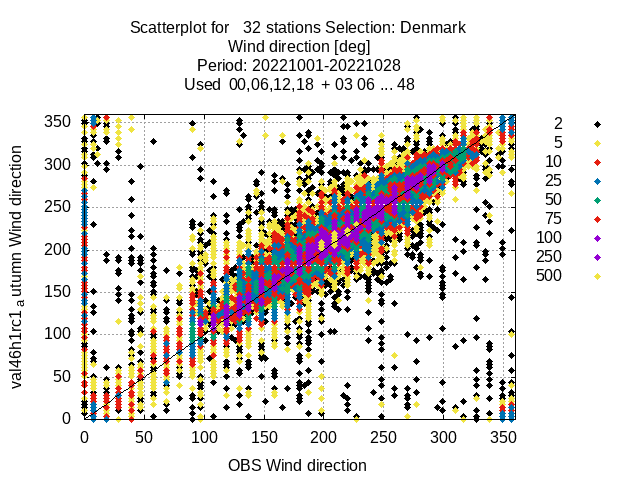 Scatterplot for 32 stations Selection: Denmark
Wind direction [deg]
Period: 20221001-20221028
Used 00,06,12,18 + 03 06 ... 48
val46h1rc1 a utumn Wind direction
350
300
250
200
150
100
50
0
0 50 100 150 200 250 300 350
OBS Wind direction
2
5
10
25
50
75
100
250
500